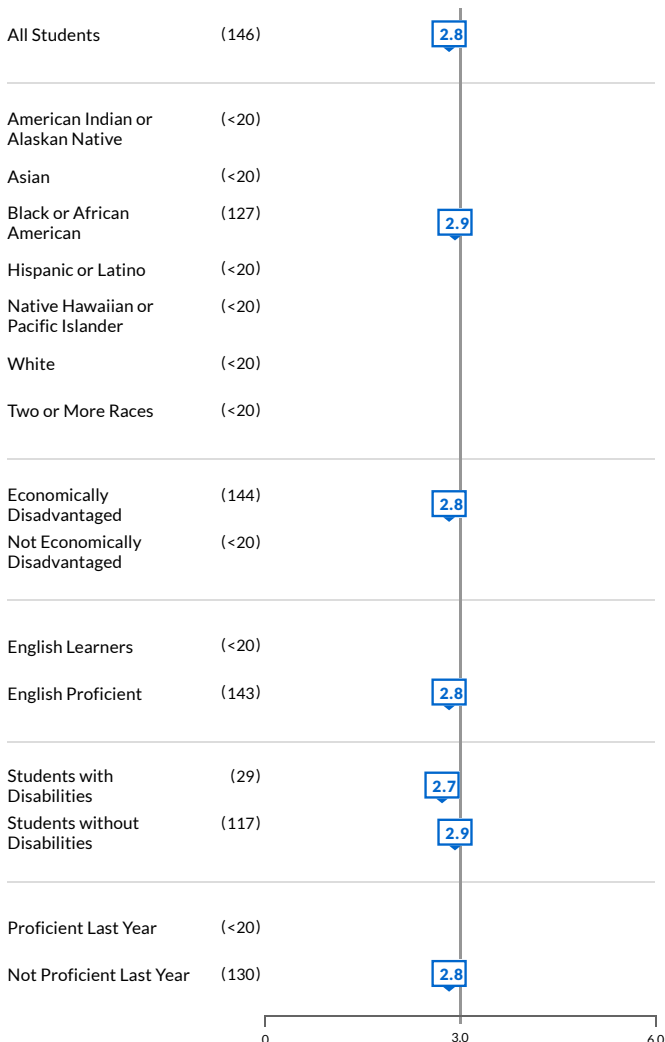 All Students (146) 2.8
American Indian or (<20)
Alaskan Native
Asian (<20)
Black or African (127) 2.9
American
Hispanic or Latino (<20)
Native Hawaiian or (<20)
Pacific Islander
White (<20)
Two or More Races (<20)
Economically (144) 2.8
Disadvantaged
Not Economically (<20)
Disadvantaged
English Learners (<20)
English Proficient (143) 2.8
Students with (29) 2.7
Disabilities
Students without (117) 2.9
Disabilities
Proficient Last Year (<20)
Not Proficient Last Year (130) 2.8
0 3.0 6.0